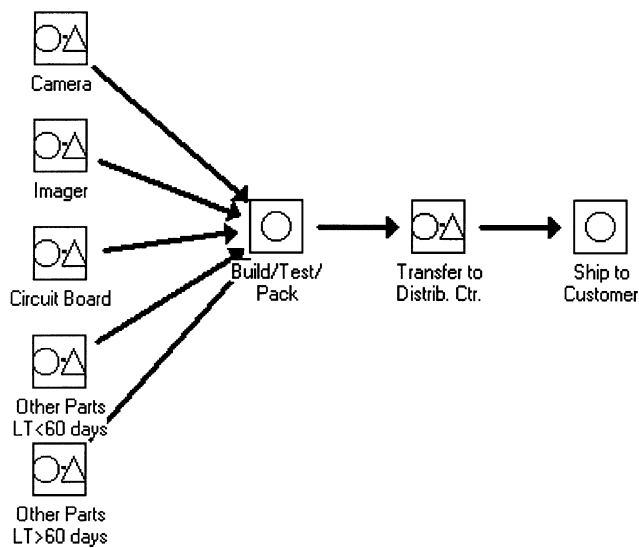 Camera
Imager
Circuit Board
Build/Test/
Pack
Transfer to
Distrib. Ctr.
Ship to
Customer
Other Parts
LT<60 days
Other Parts
LT>60 days